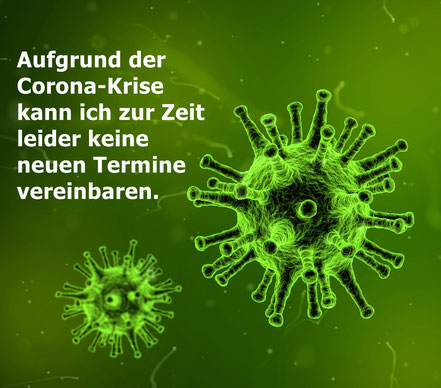 Aufgrund der
Corona-Krise
kann ich zur Zeit
leider keine
neuen Termine
vereinbaren.